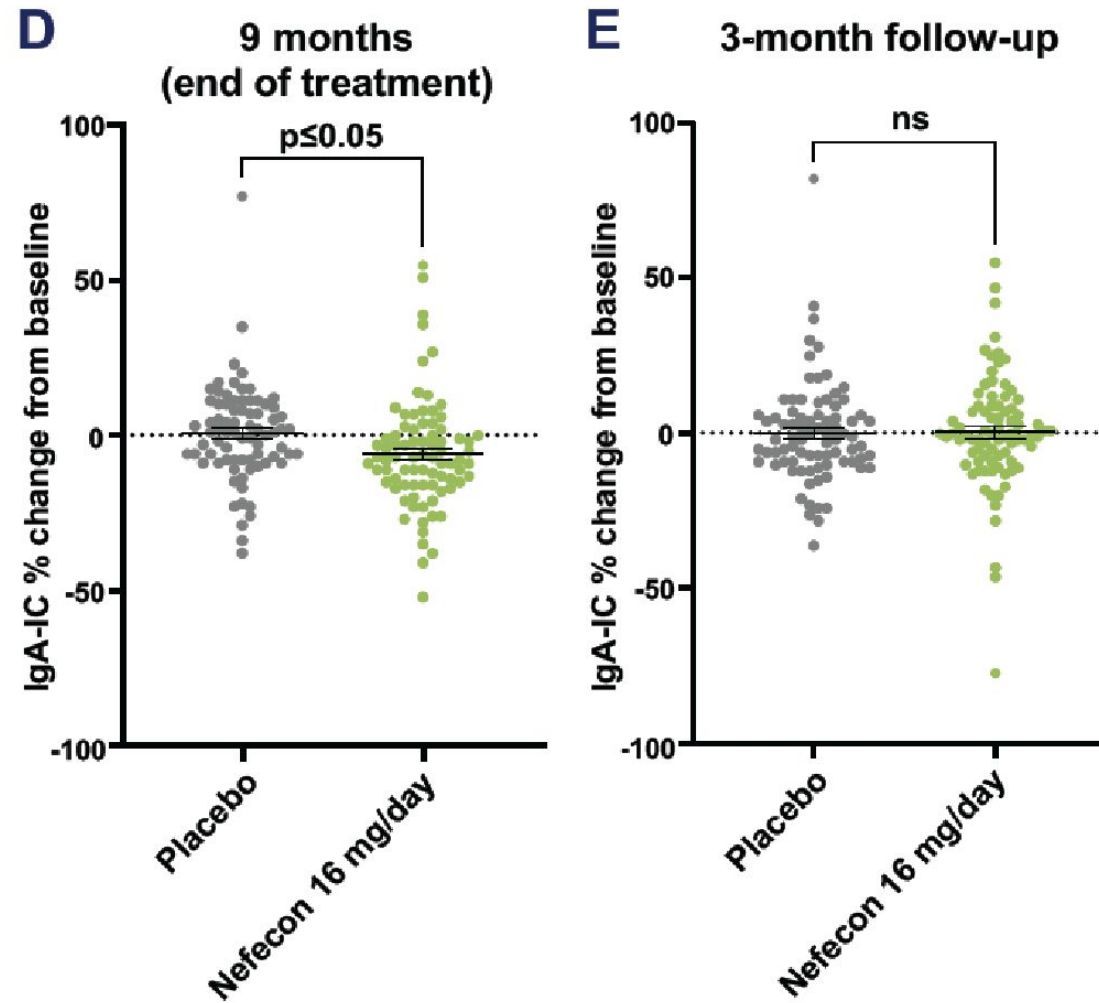 D
9 months
(end of treatment)
p≤0.05
IgA-IC % change from baseline
100
50
0
-50
-100
Placebo
Nefecon 16 mg/day
E
3-month follow-up
ns
IgA-IC % change from baseline
100
50
0
-50
-100
Placebo
Nefecon 16 mg/day